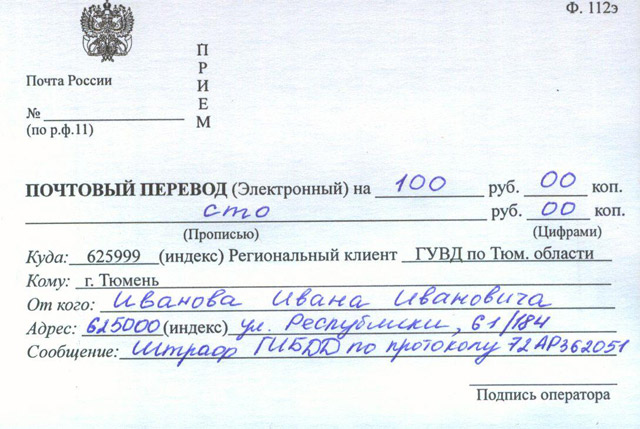 Ф. 112э
ПРИЕМ
Почта России
№
(по р.ф.11)
ПОЧТОВЫЙ ПЕРЕВОД (Электронный) на 100 руб. 00 коп.
сто руб. 00 коп.
(Прописью) (Цифрами)
Куда: 625999 (индекс) Региональный клиент ГУВД по Тюм. области
Кому: г. Тюмень
От кого: Иванова Ивана Ивановича
Адрес: 625000 (индекс) ул. Республики, 61/184
Сообщение: Штраф ГИБДД по протоколу 72АР362051
Подпись оператора